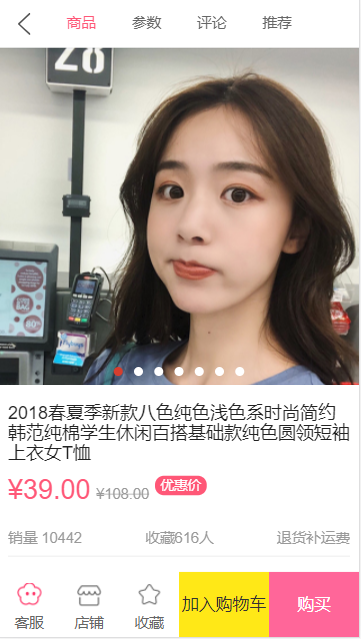 商品 参数 评论 推荐
28
2018春夏季新款八色纯色浅色系时尚简约
韩范纯棉学生休闲百搭基础款纯色圆领短袖
上衣女T恤
¥39.00 ¥108.00 优惠价
销量 10442 收藏616人 退货补运费
客服 店铺 收藏 加入购物车 购买